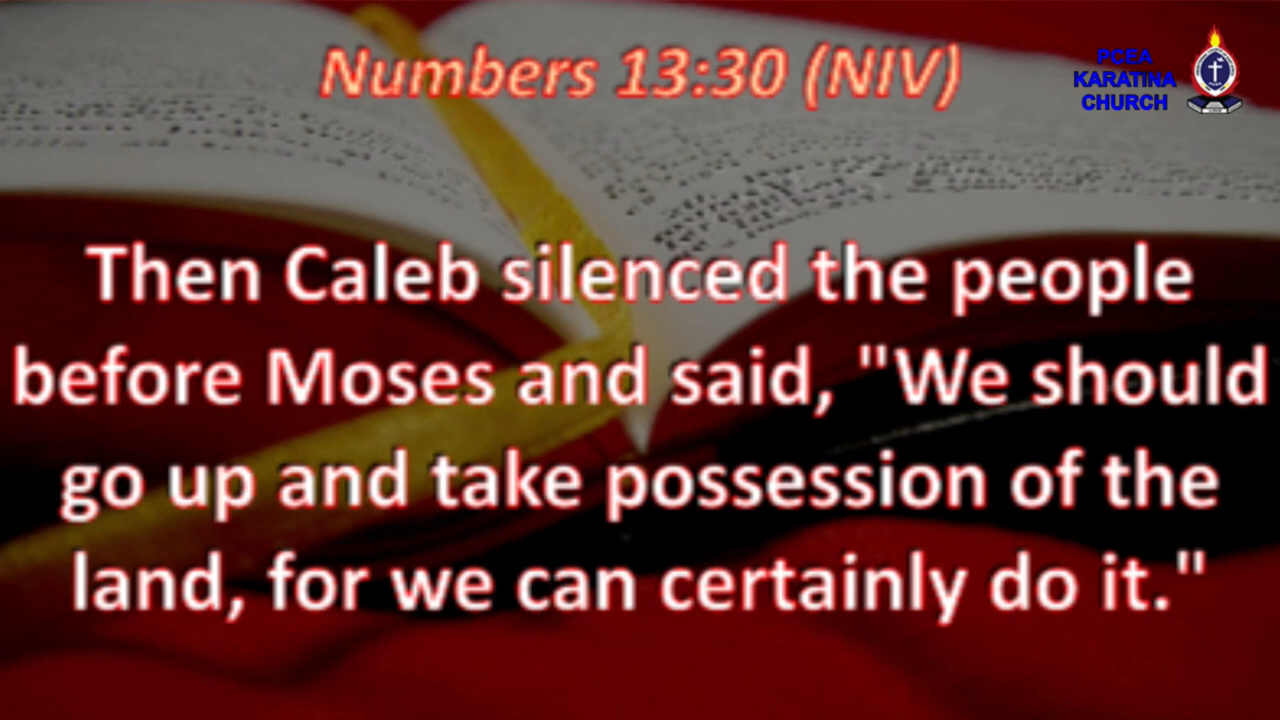 Numbers 13:30 (NIV)
PCEA
KARATINA
CHURCH
Then Caleb silenced the people
before Moses and said, "We should
go up and take possession of the
land, for we can certainly do it."